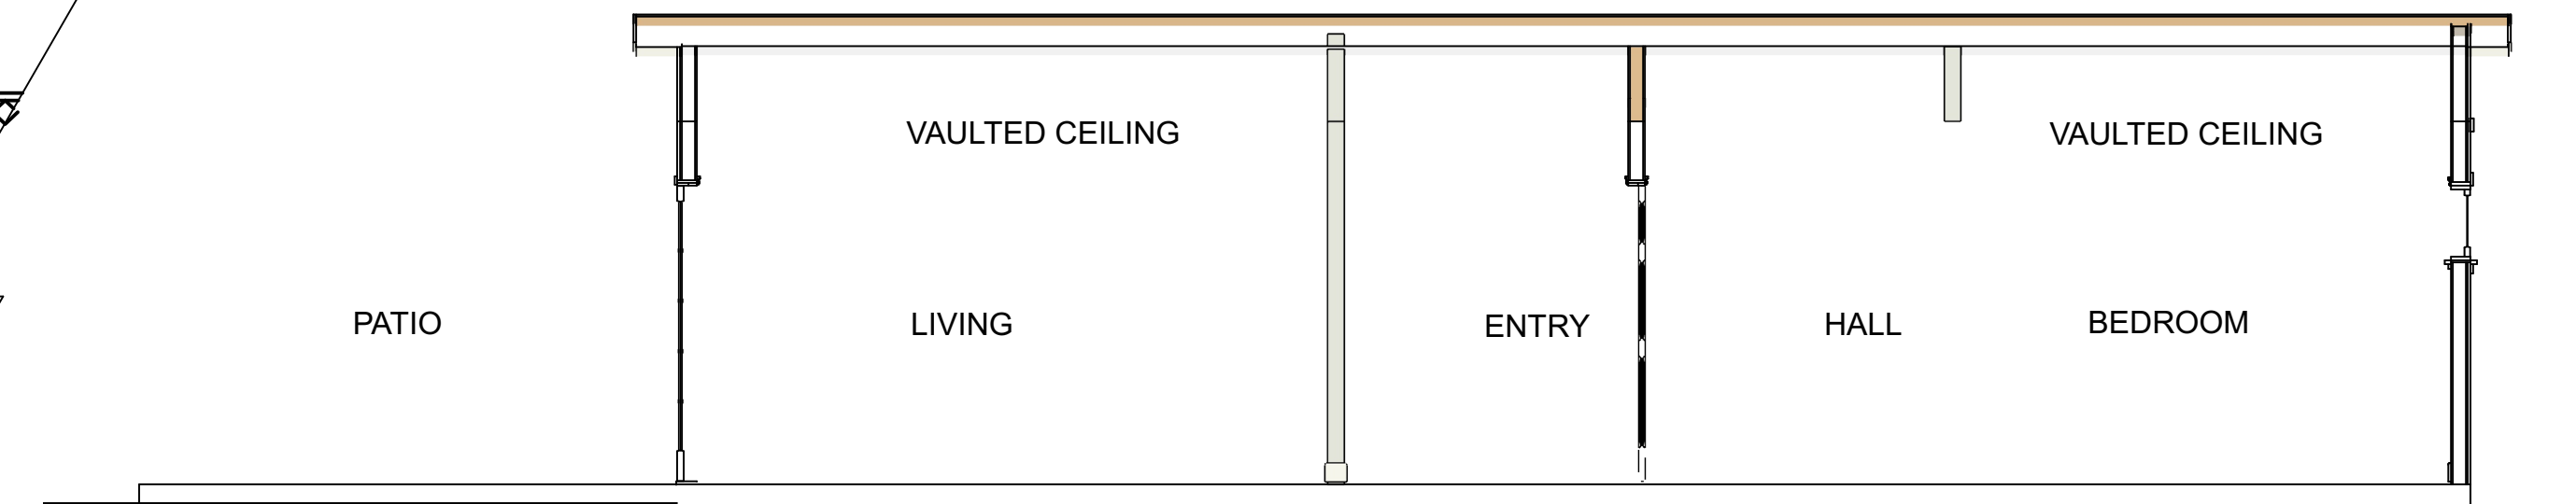 VAULTED CEILING
VAULTED CEILING
PATIO
LIVING
ENTRY
HALL
BEDROOM